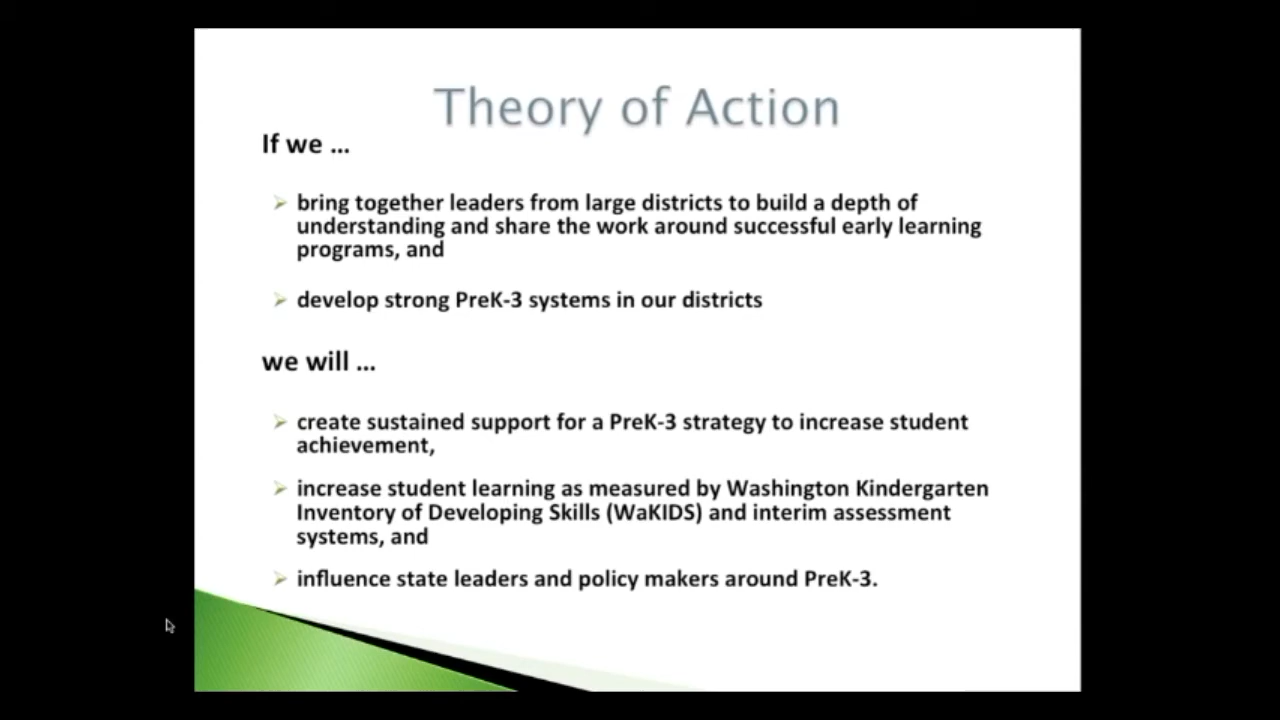 Theory of Action
If we ...
bring together leaders from large districts to build a depth of
understanding and share the work around successful early learning
programs, and
develop strong PreK-3 systems in our districts
we will ...
create sustained support for a PreK-3 strategy to increase student
achievement,
increase student learning as measured by Washington Kindergarten
Inventory of Developing Skills (WaKIDS) and interim assessment
systems, and
influence state leaders and policy makers around PreK-3.